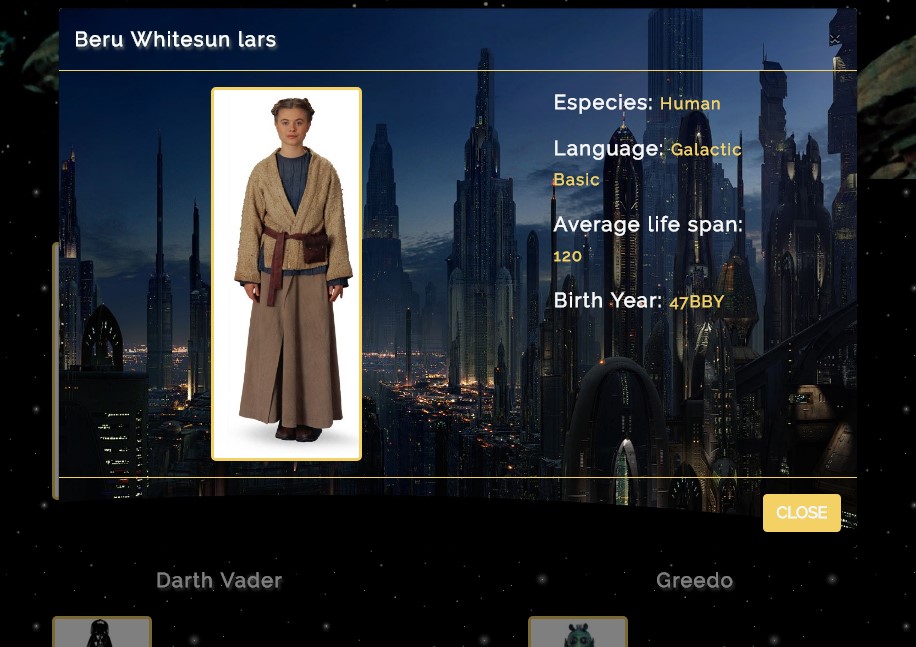 Beru Whitesun lars
Especies: Human
Language: Galactic
Basic
Average life span:
120
Birth Year: 47BBY
CLOSE
Darth Vader
Greedo